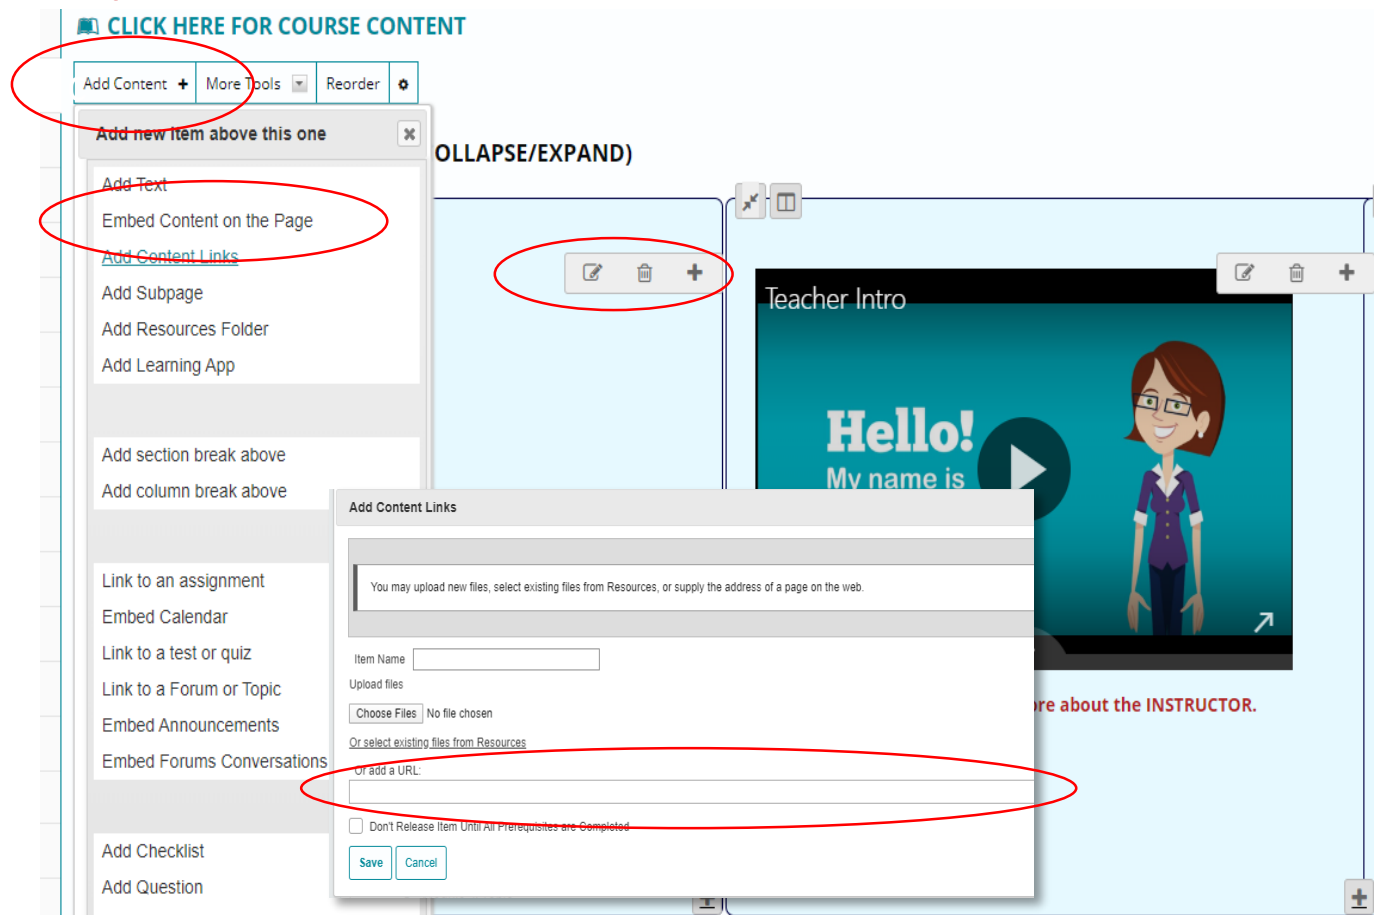 CLICK HERE FOR COURSE CONTENT
Add Content +
More Tools
Reorder
Add new item above this one
OLLAPSE/EXPAND)
Add Text
Embed Content on the Page
Add Content Links
Add Subpage
Add Resources Folder
Add Learning App
Add section break above
Add column break above
Link to an assignment
Embed Calendar
Link to a test or quiz
Link to a Forum or Topic
Embed Announcements
Embed Forums Conversations
Add Checklist
Add Question
Teacher Intro
Hello!
My name is
Add Content Links
You may upload new files, select existing files from Resources, or supply the address of a page on the web.
Item Name
Upload files
Choose Files No file chosen
Or select existing files from Resources
Or add a URL:
Don't Release Item Until All Prerequisites are Completed
Save
Cancel
re about the INSTRUCTOR.